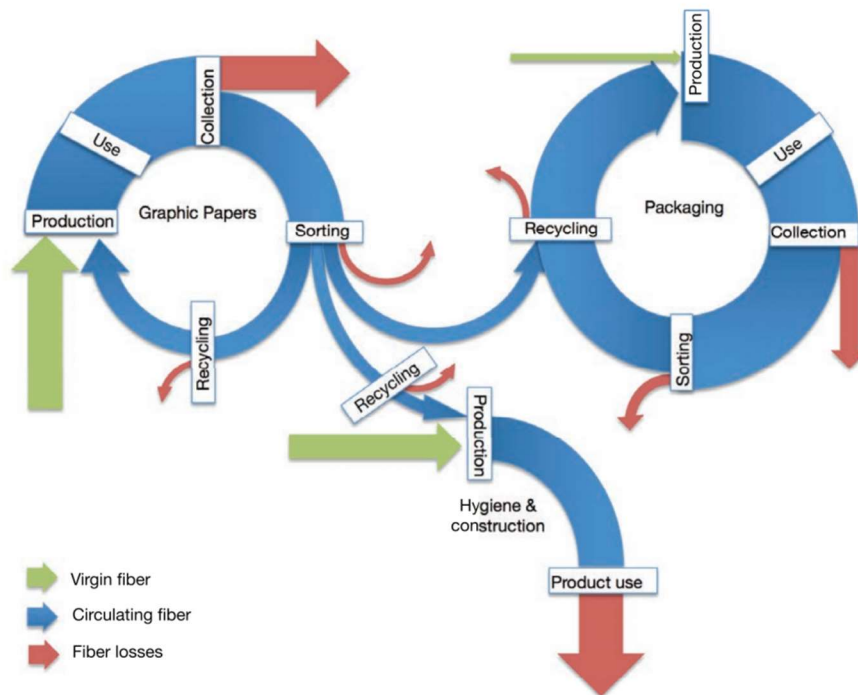 Collection
Use
Production
Graphic Papers
Sorting
Recycling
Production
Use
Packaging
Recycling
Collection
Sorting
Recycling
Production
Hygiene &
construction
Product use
Virgin fiber
Circulating fiber
Fiber losses